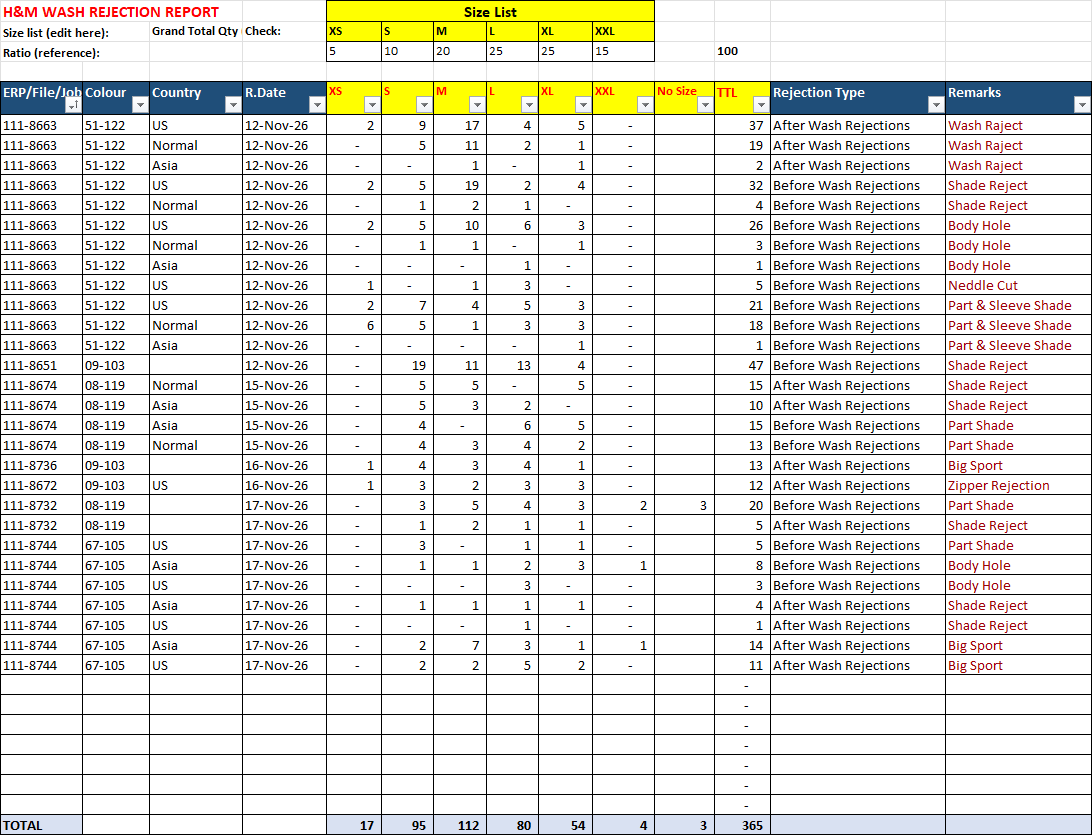 H&M WASH REJECTION REPORT Size List
Size list (edit here): Grand Total Qty Check: XS S M L XL XXL
Ratio (reference): 5 10 20 25 25 15 100
ERP/File/Job Colour Country R.Date XS S M L XL XXL No Size TTL Rejection Type Remarks
111-8663 51-122 US 12-Nov-26 2 9 17 4 5 - 37 After Wash Rejections Wash Raject
111-8663 51-122 Normal 12-Nov-26 - 5 11 2 1 - 19 After Wash Rejections Wash Raject
111-8663 51-122 Asia 12-Nov-26 - - 1 - 1 - 2 After Wash Rejections Wash Raject
111-8663 51-122 US 12-Nov-26 2 5 19 2 4 - 32 Before Wash Rejections Shade Reject
111-8663 51-122 Normal 12-Nov-26 - 1 2 1 - - 4 Before Wash Rejections Shade Reject
111-8663 51-122 US 12-Nov-26 2 5 10 6 3 - 26 Before Wash Rejections Body Hole
111-8663 51-122 Normal 12-Nov-26 - 1 1 - 1 - 3 Before Wash Rejections Body Hole
111-8663 51-122 Asia 12-Nov-26 - - - 1 - - 1 Before Wash Rejections Body Hole
111-8663 51-122 US 12-Nov-26 1 - 1 3 - - 5 Before Wash Rejections Neddle Cut
111-8663 51-122 US 12-Nov-26 2 7 4 5 3 - 21 Before Wash Rejections Part & Sleeve Shade
111-8663 51-122 Normal 12-Nov-26 6 5 1 3 3 - 18 Before Wash Rejections Part & Sleeve Shade
111-8663 51-122 Asia 12-Nov-26 - - - - 1 - 1 Before Wash Rejections Part & Sleeve Shade
111-8651 09-103 12-Nov-26 - 19 11 13 4 - 47 Before Wash Rejections Shade Reject
111-8674 08-119 Normal 15-Nov-26 - 5 5 - 5 - 15 After Wash Rejections Shade Reject
111-8674 08-119 Asia 15-Nov-26 - 5 3 2 - - 10 After Wash Rejections Shade Reject
111-8674 08-119 Asia 15-Nov-26 - 4 - 6 5 - 15 Before Wash Rejections Part Shade
111-8674 08-119 Normal 15-Nov-26 - 4 3 4 2 - 13 Before Wash Rejections Part Shade
111-8736 09-103 16-Nov-26 1 4 3 4 1 - 13 After Wash Rejections Big Sport
111-8672 09-103 US 16-Nov-26 1 3 2 3 3 - 12 After Wash Rejections Zipper Rejection
111-8732 08-119 17-Nov-26 - 3 5 4 3 2 3 20 Before Wash Rejections Part Shade
111-8732 08-119 17-Nov-26 - 1 2 1 1 - 5 After Wash Rejections Shade Reject
111-8744 67-105 US 17-Nov-26 - 3 - 1 1 - 5 Before Wash Rejections Part Shade
111-8744 67-105 Asia 17-Nov-26 - 1 1 2 3 1 8 Before Wash Rejections Body Hole
111-8744 67-105 US 17-Nov-26 - - - 3 - - 3 Before Wash Rejections Body Hole
111-8744 67-105 Asia 17-Nov-26 - 1 1 1 1 - 4 After Wash Rejections Shade Reject
111-8744 67-105 US 17-Nov-26 - - - 1 - - 1 After Wash Rejections Shade Reject
111-8744 67-105 Asia 17-Nov-26 - 2 7 3 1 1 14 After Wash Rejections Big Sport
111-8744 67-105 US 17-Nov-26 - 2 2 5 2 - 11 After Wash Rejections Big Sport
-
-
-
-
-
-
-
TOTAL 17 95 112 80 54 4 3 365